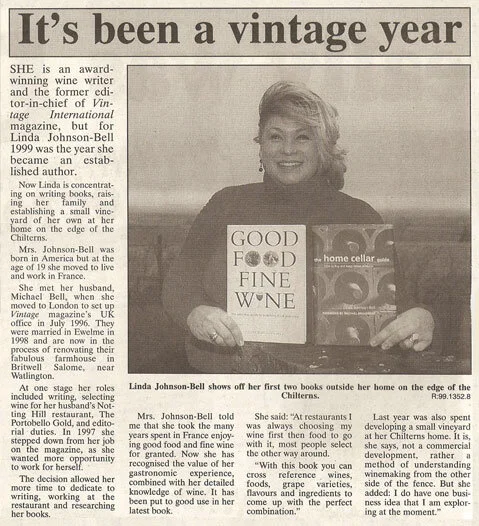 It's been a vintage year
SHE is an award-
winning wine writer
and the former edi-
tor-in-chief of Vin-
tage International
magazine, but for
Linda Johnson-Bell
1999 was the year she
became an estab-
lished author.
Now Linda is concentrat-
ing on writing books, rais-
ing her family and
establishing a small vine-
yard of her own at her
home on the edge of the
Chilterns.
Mrs. Johnson-Bell was
born in America but at the
age of 19 she moved to live
and work in France.
She met her husband,
Michael Bell, when she
moved to London to set up
Vintage magazine's UK
office in July 1996. They
were married in Ewelme in
1998 and are now in the
process of renovating their
fabulous farmhouse in
Britwell Salome, near
Watlington.
At one stage her roles
included writing, selecting
wine for her husband's Not-
ting Hill restaurant, The
Portobello Gold, and edito-
rial duties. In 1997 she
stepped down from her job
on the magazine, as she
wanted more opportunity
to work for herself.
The decision allowed her
more time to dedicate to
writing, working at the
restaurant and researching
her books.
GOOD
FOOD
FINE
WINE
the home cellar guide
Linda Johnson-Bell shows off her first two books outside her home on the edge of the
Chilterns.
R:99.1352.8
Mrs. Johnson-Bell told
me that she took the many
years spent in France enjoy-
ing good food and fine wine
for granted. Now she has
recognised the value of her
gastronomic experience,
combined with her detailed
knowledge of wine. It has
been put to good use in her
latest book.
She said: "At restaurants I
was always choosing my
wine first then food to go
with it, most people select
the other way around.
"With this book you can
cross reference wines,
foods, grape varieties,
flavours and ingredients to
come up with the perfect
combination."
Last year was also spent
developing a small vineyard
at her Chilterns home. It is,
she says, not a commercial
development, rather a
method of understanding
winemaking from the other
side of the fence. But she
added: I do have one busi-
ness idea that I am explor-
ing at the moment."